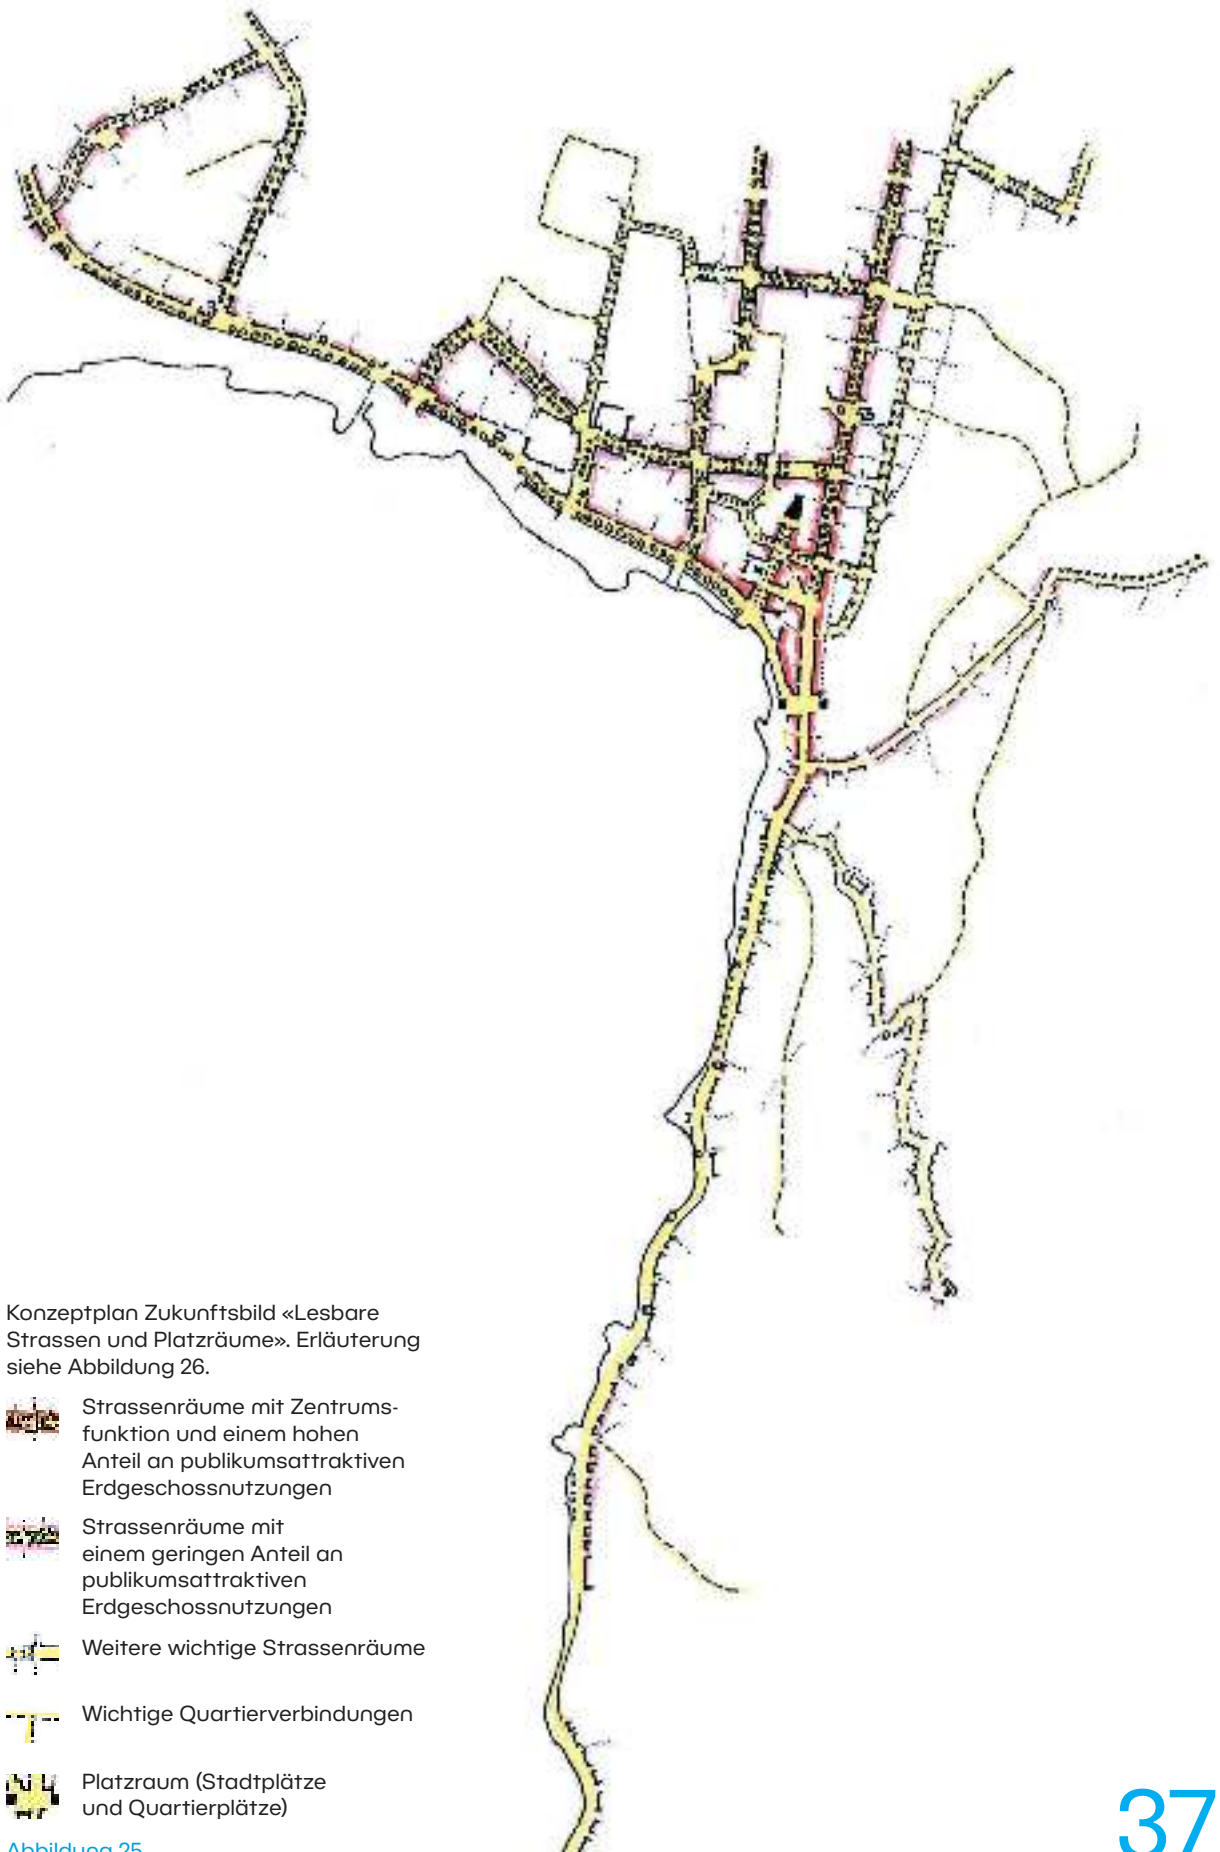 Konzeptplan Zukunftsbild «Lesbare
Strassen und Platzräume». Erläuterung
siehe Abbildung 26.
Strassenräume mit Zentrums-
funktion und einem hohen
Anteil an publikumsattraktiven
Erdgeschossnutzungen
Strassenräume mit
einem geringen Anteil an
publikumsattraktiven
Erdgeschossnutzungen
Weitere wichtige Strassenräume
Wichtige Quartierverbindungen
Platzraum (Stadtplätze
und Quartierplätze)
Abbildung 25
37